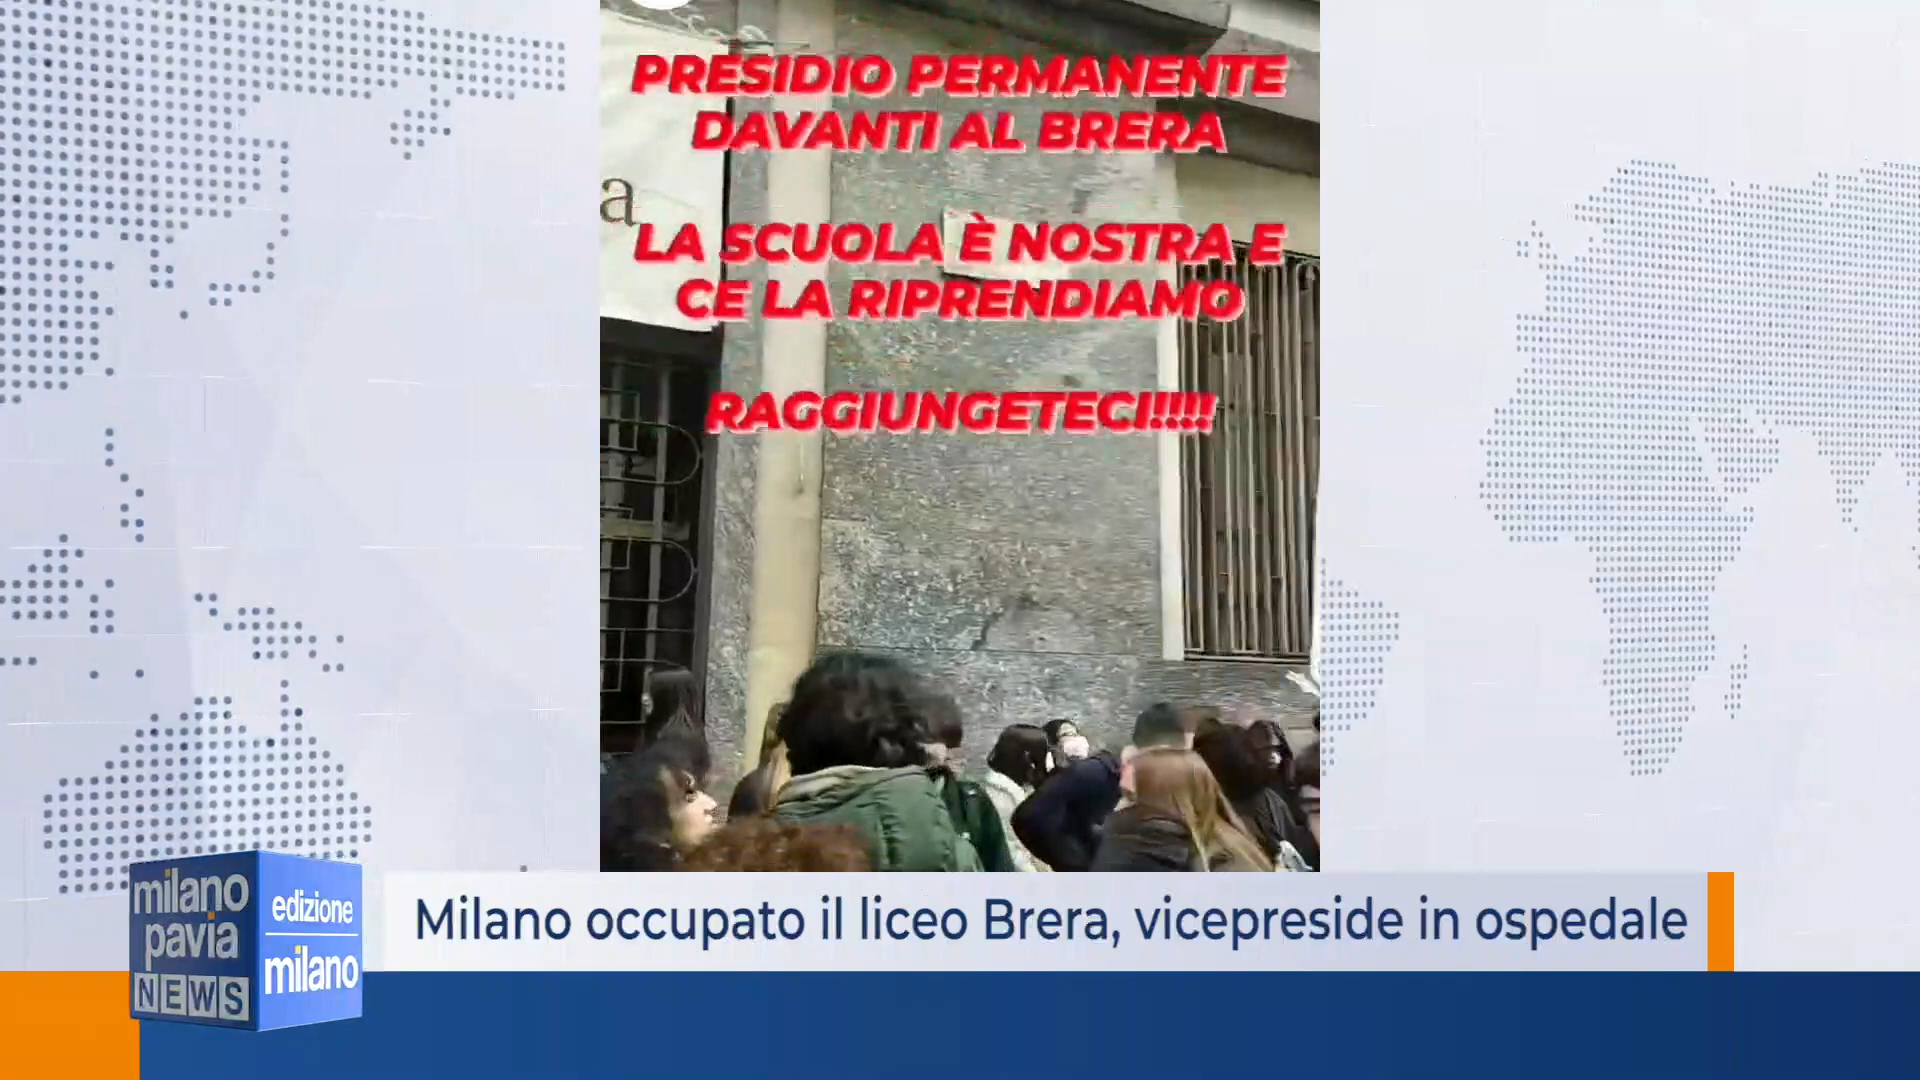 PRESIDIO PERMANENTE
DAVANTI AL BRERA
a
LA SCUOLA È NOSTRA E
CE LA RIPRENDIAMO
RAGGIUNGETECI!!!!
milano
pavia
NEWS
edizione
milano
Milano occupato il liceo Brera, vicepreside in ospedale